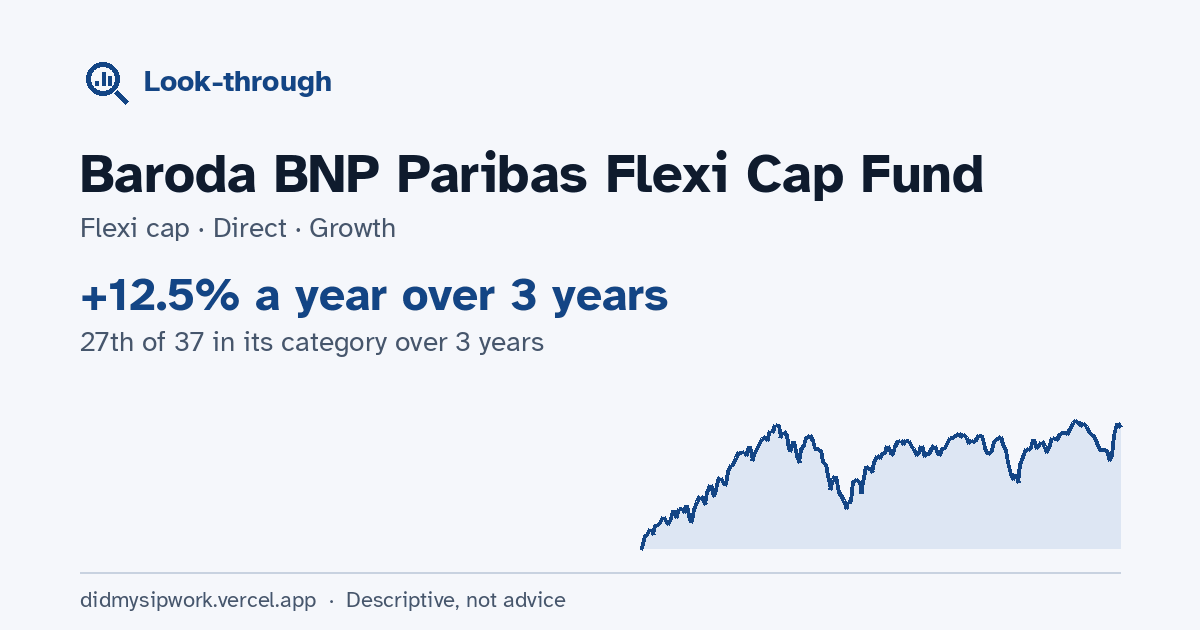 Look-through
Baroda BNP Paribas Flexi Cap Fund
Flexi cap · Direct · Growth
+12.5% a year over 3 years
27th of 37 in its category over 3 years
didmysipwork.vercel.app · Descriptive, not advice